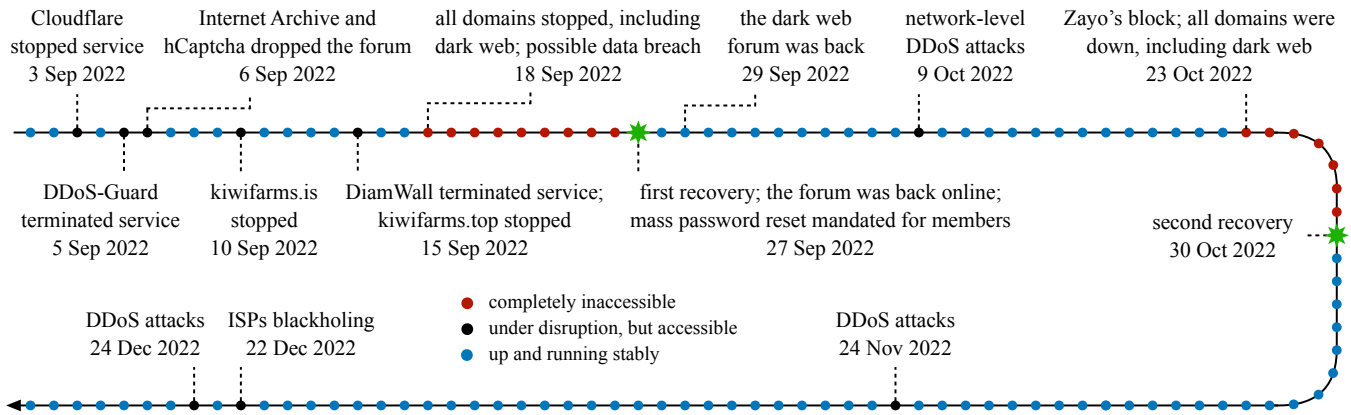 Cloudflare
stopped service
3 Sep 2022
Internet Archive and
hCaptcha dropped the forum
6 Sep 2022
all domains stopped, including
dark web; possible data breach
18 Sep 2022
the dark web
forum was back
29 Sep 2022
network-level
DDoS attacks
9 Oct 2022
Zayo’s block; all domains were
down, including dark web
23 Oct 2022
DDoS-Guard
terminated service
5 Sep 2022
kiwifarms.is
stopped
10 Sep 2022
DiamWall terminated service;
kiwifarms.top stopped
15 Sep 2022
first recovery; the forum was back online;
mass password reset mandated for members
27 Sep 2022
second recovery
30 Oct 2022
DDoS attacks
24 Dec 2022
ISPs blackholing
22 Dec 2022
completely inaccessible
under disruption, but accessible
up and running stably
DDoS attacks
24 Nov 2022